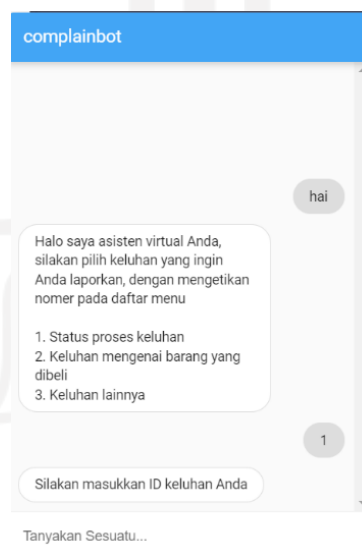 complainbot
hai
Halo saya asisten virtual Anda,
silakan pilih keluhan yang ingin
Anda laporkan, dengan mengetikan
nomer pada daftar menu
1. Status proses keluhan
2. Keluhan mengenai barang yang
dibeli
3. Keluhan lainnya
1
Silakan masukkan ID keluhan Anda
Tanyakan Sesuatu...